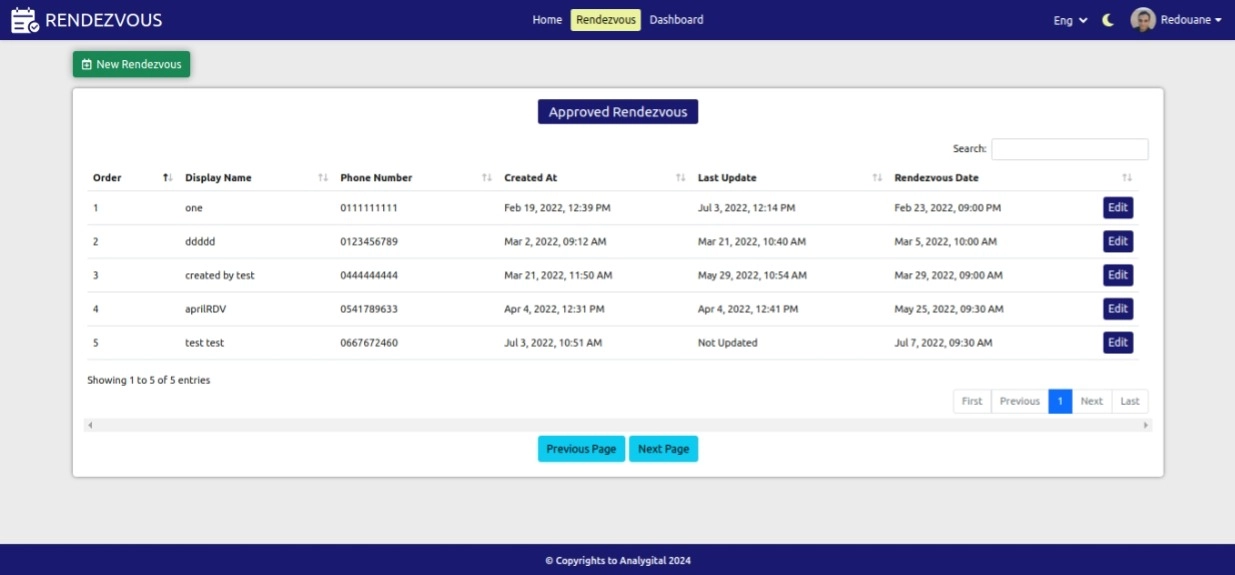 RENDEZVOUS Home Rendezvous Dashboard Eng Redouane
New Rendezvous
Approved Rendezvous
Search:
Order Display Name Phone Number Created At Last Update Rendezvous Date
1 one 0111111111 Feb 19, 2022, 12:39 PM Jul 3, 2022, 12:14 PM Feb 23, 2022, 09:00 PM Edit
2 ddddd 0123456789 Mar 2, 2022, 09:12 AM Mar 21, 2022, 10:40 AM Mar 5, 2022, 10:00 AM Edit
3 created by test 0444444444 Mar 21, 2022, 11:50 AM May 29, 2022, 10:54 AM Mar 29, 2022, 09:00 AM Edit
4 aprilRDV 0541789633 Apr 4, 2022, 12:31 PM Apr 4, 2022, 12:41 PM May 25, 2022, 09:30 AM Edit
5 test test 0667672460 Jul 3, 2022, 10:51 AM Not Updated Jul 7, 2022, 09:30 AM Edit
Showing 1 to 5 of 5 entries
First Previous 1 Next Last
Previous Page Next Page
© Copyrights to Analygital 2024